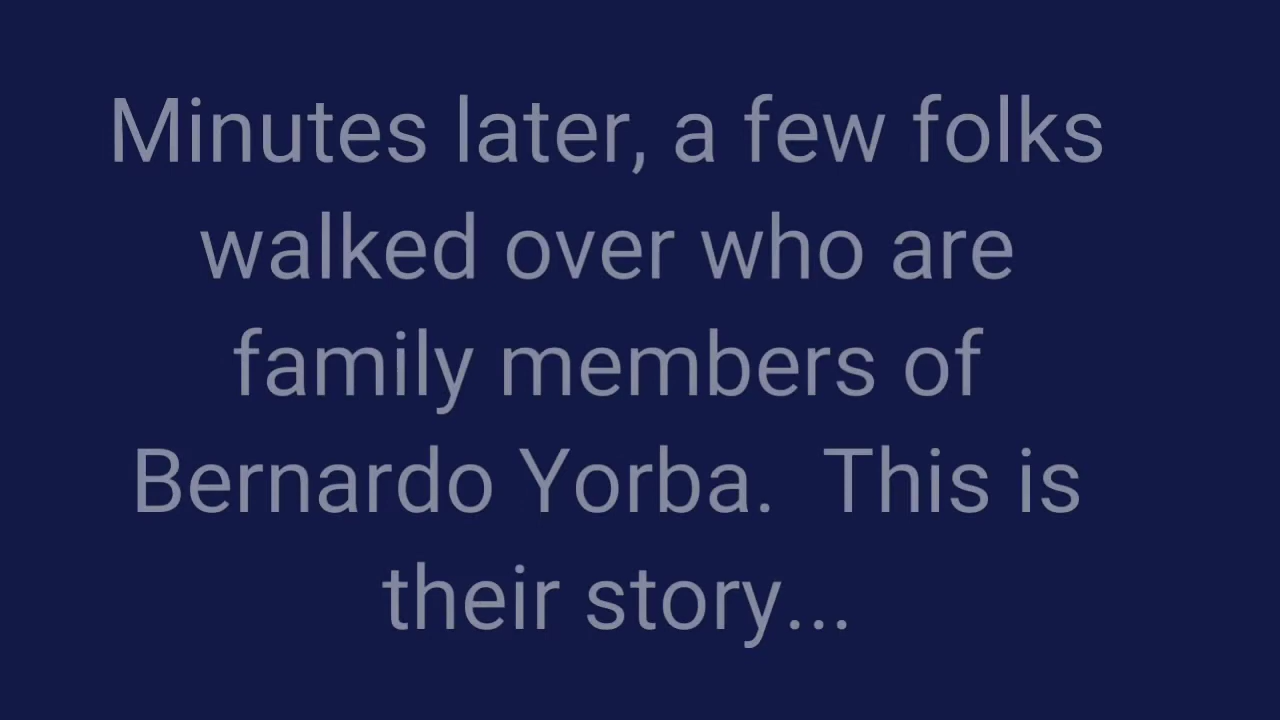 Minutes later, a few folks
walked over who are
family members of
Bernardo Yorba.  This is
their story...